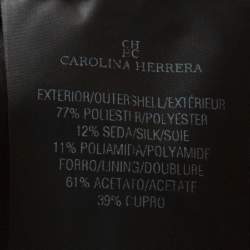 CH
HC
CAROLINA HERRERA
EXTERIOR/OUTERSHELL/EXTÉRIEUR
77% POLIESTER/POLYESTER
12% SEDA/SILK/SOIE
11% POLIAMIDA/POLYAMIDE
FORRO/LINING/DOUBLURE
61% ACETATO/ACETATE
39% CUPRO